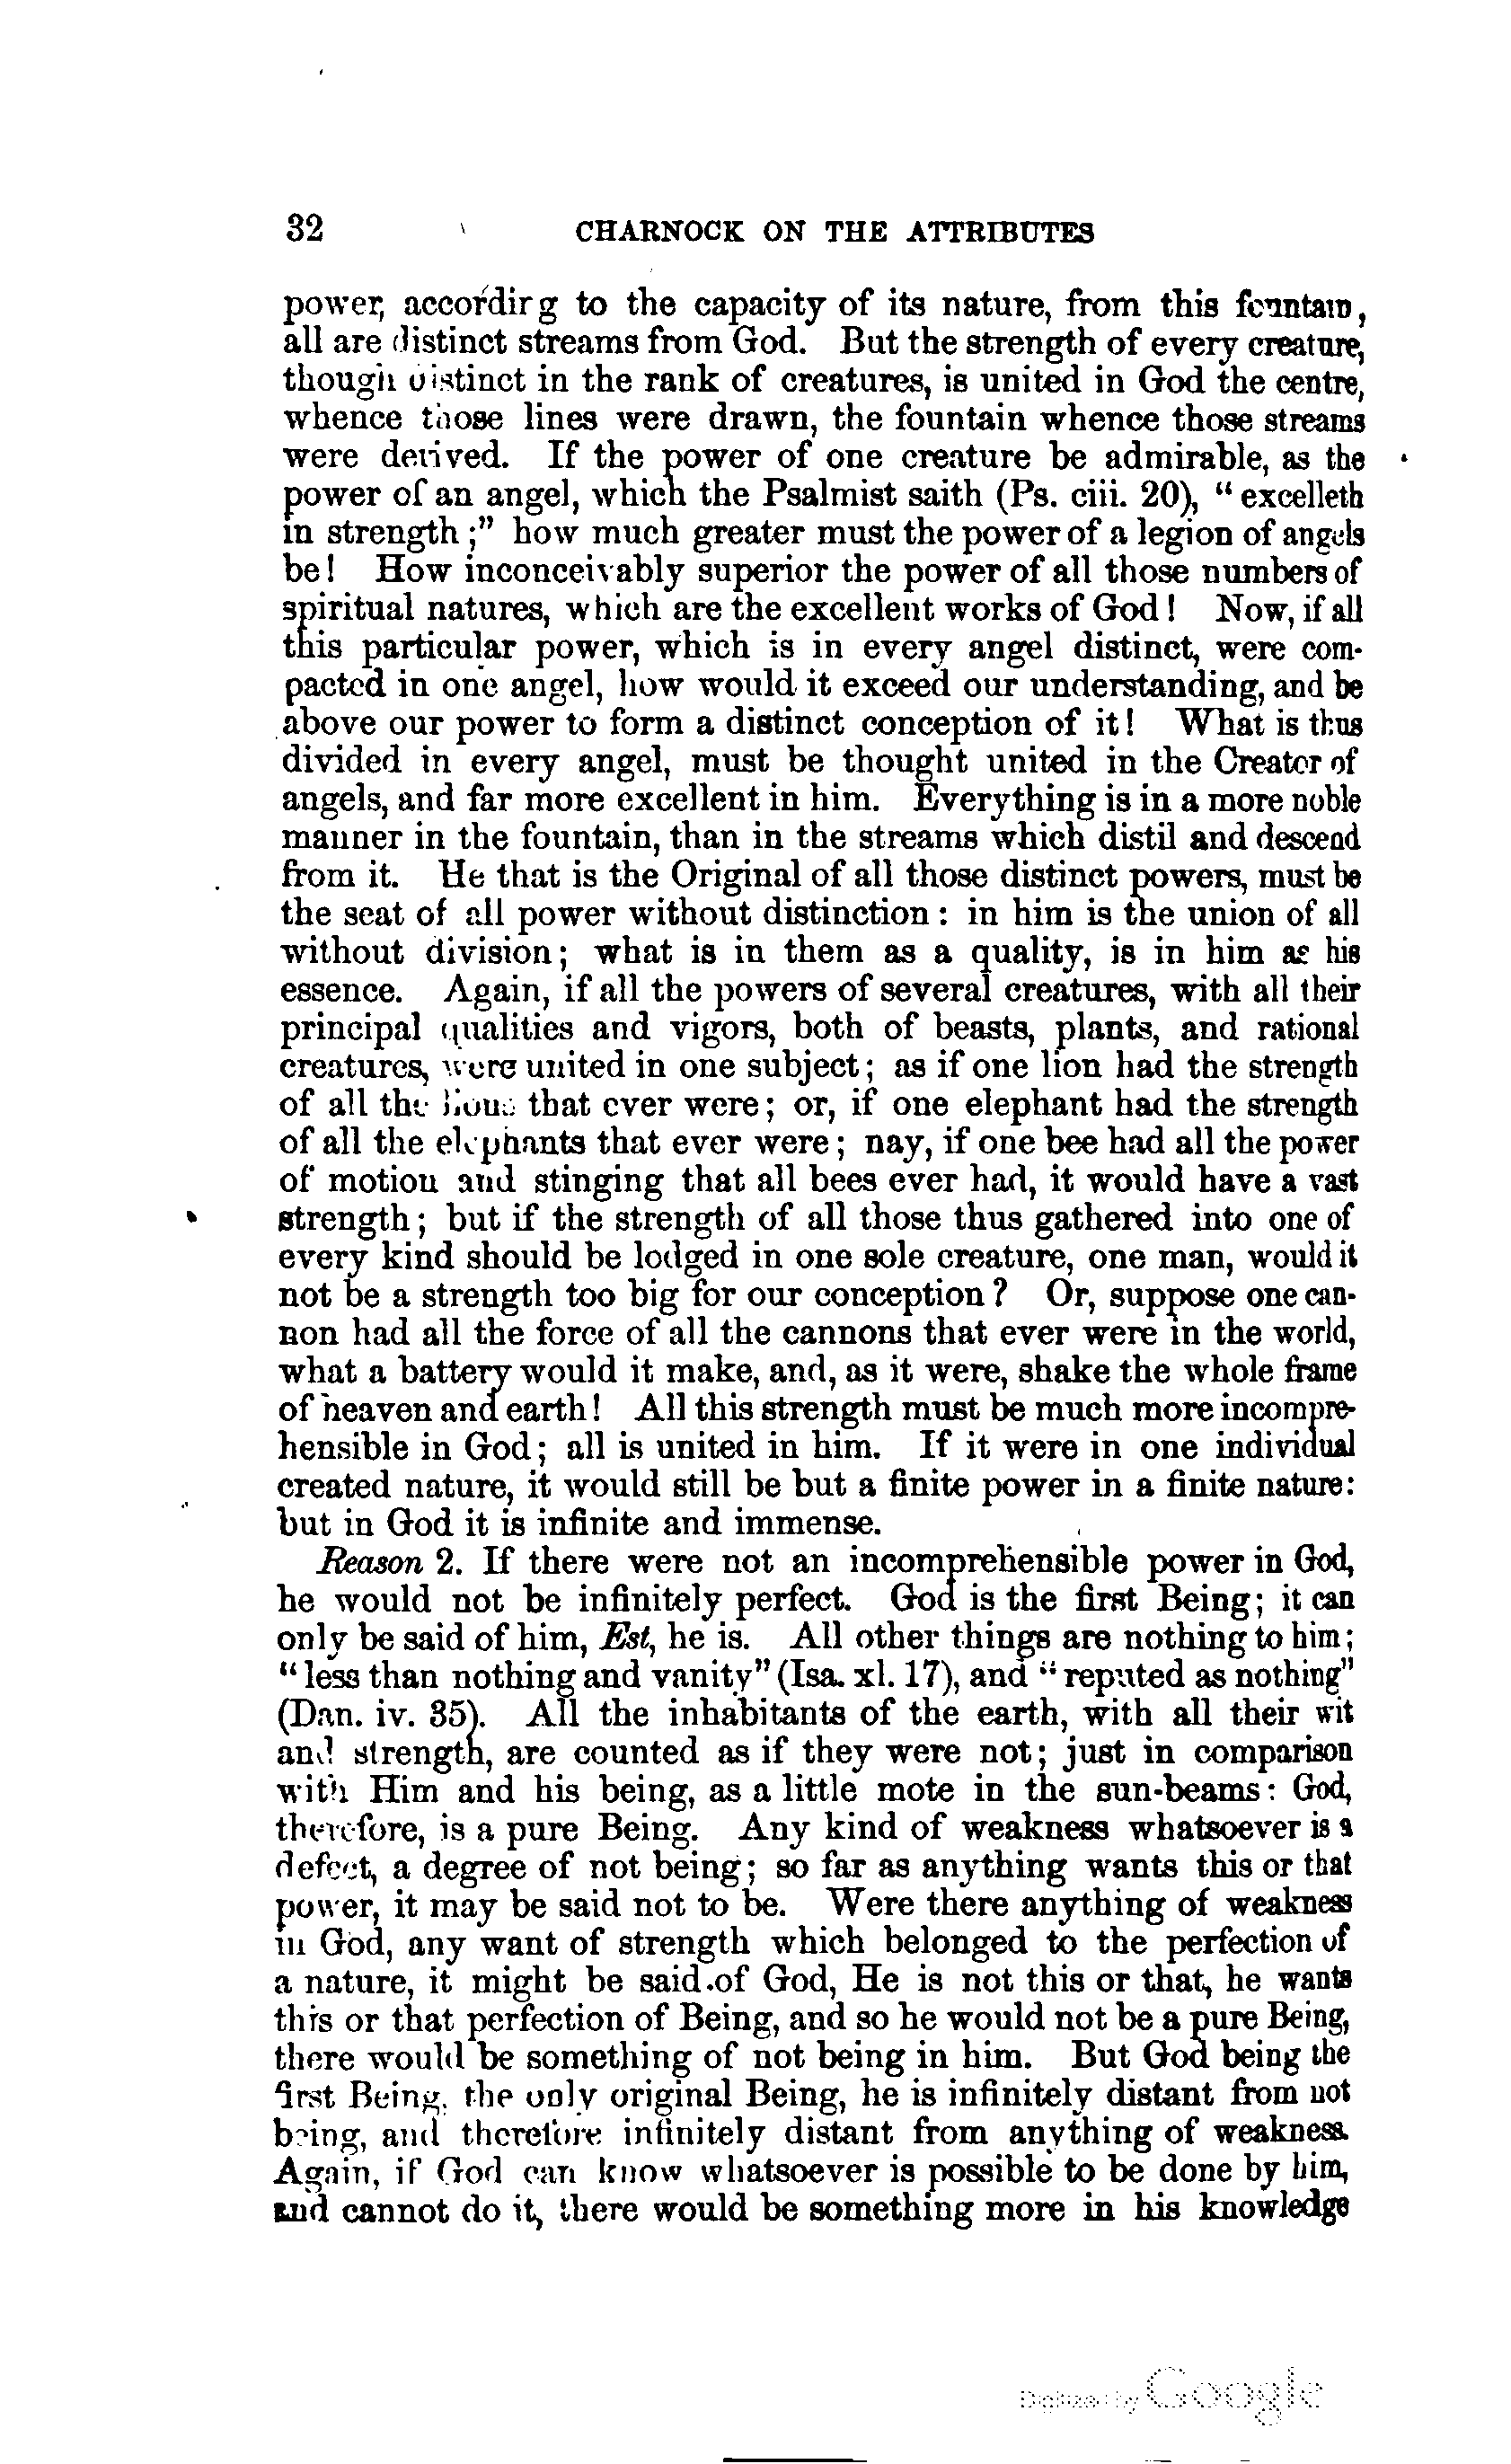 32 CHARNOCK ON THE ATTRIBUTES
power, according to the capacity of its nature, from this fountain,
all are distinct streams from God. But the strength of every creature,
though distinct in the rank of creatures, is united in God the centre,
whence those lines were drawn, the fountain whence those streams
were derived. If the power of one creature be admirable, as the
power of an angel, which the Psalmist saith (Ps. ciii. 20), "excelleth
in strength;" how much greater must the power of a legion of angels
be! How inconceivably superior the power of all those numbers of
spiritual natures, which are the excellent works of God! Now, if all
this particular power, which is in every angel distinct, were com-
pacted in one angel, how would it exceed our understanding, and be
above our power to form a distinct conception of it! What is thus
divided in every angel, must be thought united in the Creator of
angels, and far more excellent in him. Everything is in a more noble
manner in the fountain, than in the streams which distil and descend
from it. He that is the Original of all those distinct powers, must be
the seat of all power without distinction: in him is the union of all
without division; what is in them as a quality, is in him as his
essence. Again, if all the powers of several creatures, with all their
principal qualities and vigors, both of beasts, plants, and rational
creatures, were united in one subject; as if one lion had the strength
of all the lions that ever were; or, if one elephant had the strength
of all the elephants that ever were; nay, if one bee had all the power
of motion and stinging that all bees ever had, it would have a vast
strength; but if the strength of all those thus gathered into one of
every kind should be lodged in one sole creature, one man, would it
not be a strength too big for our conception? Or, suppose one can-
non had all the force of all the cannons that ever were in the world,
what a battery would it make, and, as it were, shake the whole frame
of heaven and earth! All this strength must be much more incompre-
hensible in God; all is united in him. If it were in one individual
created nature, it would still be but a finite power in a finite nature:
but in God it is infinite and immense.
Reason 2. If there were not an incomprehensible power in God,
he would not be infinitely perfect. God is the first Being; it can
only be said of him, Est, he is. All other things are nothing to him;
"less than nothing and vanity" (Isa. xl. 17), and "reputed as nothing"
(Dan. iv. 35). All the inhabitants of the earth, with all their wit
and strength, are counted as if they were not; just in comparison
with Him and his being, as a little mote in the sun-beams: God,
therefore, is a pure Being. Any kind of weakness whatsoever is a
defect, a degree of not being; so far as anything wants this or that
power, it may be said not to be. Were there anything of weakness
in God, any want of strength which belonged to the perfection of
a nature, it might be said of God, He is not this or that, he wants
this or that perfection of Being, and so he would not be a pure Being,
there would be something of not being in him. But God being the
first Being, the only original Being, he is infinitely distant from not
being, and therefore infinitely distant from anything of weakness.
Again, if God can know whatsoever is possible to be done by him,
and cannot do it, there would be something more in his knowledge
Digitized by Google